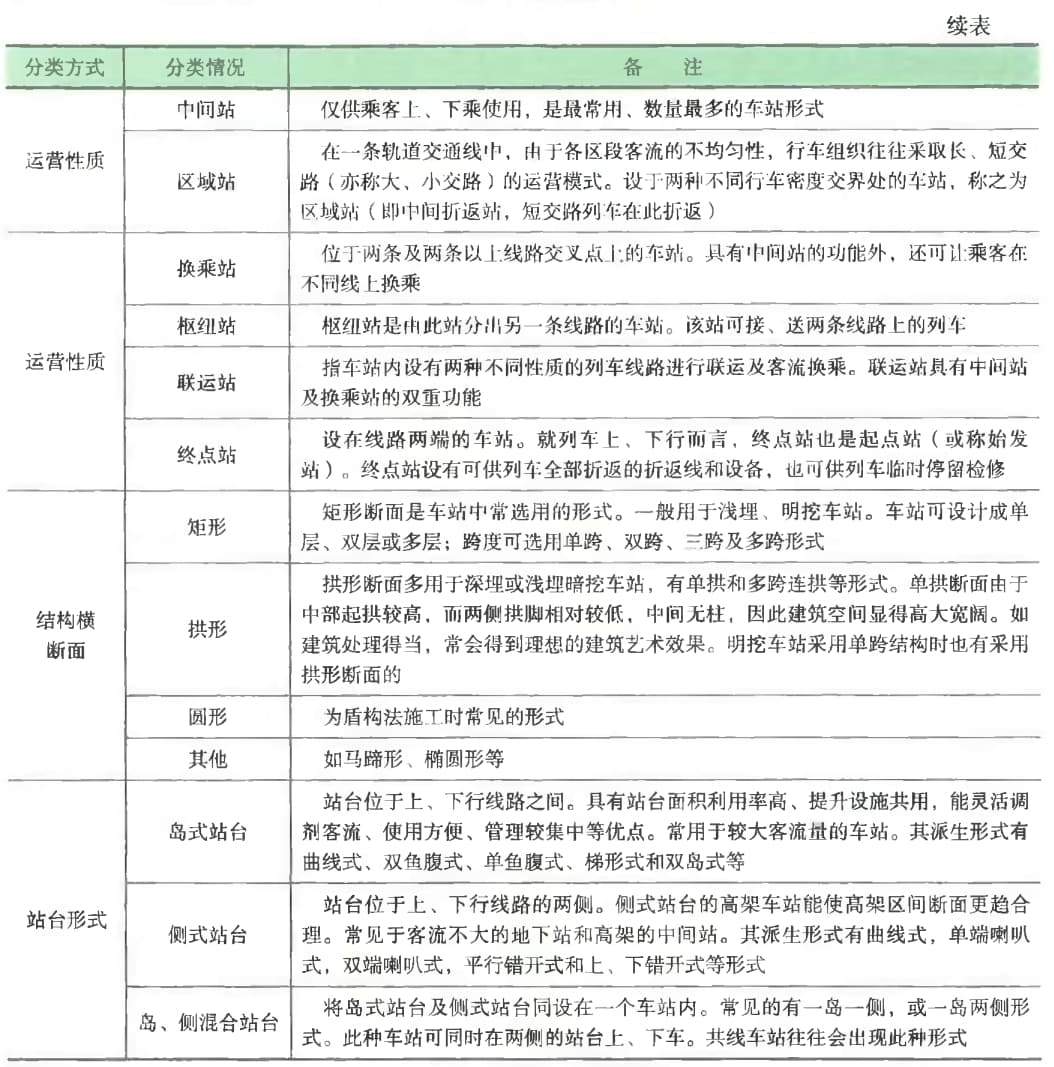 续表
分类方式 分类情况 备 注
中间站 仅供乘客上、下乘使用，是最常用、数量最多的车站形式
运营性质
区域站
在一条轨道交通线中，由于各区段客流的不均匀性，行车组织往往采取长、短交
路（亦称大、小交路）的运营模式。设于两种不同行车密度交界处的车站，称之为
区域站（即中间折返站，短交路列车在此折返）
运营性质
换乘站
位于两条及两条以上线路交叉点上的车站。具有中间站的功能外，还可让乘客在
不同线上换乘
枢纽站 枢纽站是由此站分出另一条线路的车站。该站可接、送两条线路上的列车
联运站
指车站内设有两种不同性质的列车线路进行联运及客流换乘。联运站具有中间站
及换乘站的双重功能
终点站
设在线路两端的车站。就列车上、下行而言，终点站也是起点站（或称始发
站）。终点站设有可供列车全部折返的折返线和设备，也可供列车临时停留检修
结构横
断面
矩形
矩形断面是车站中常选用的形式。一般用于浅埋、明挖车站。车站可设计成单
层、双层或多层；跨度可选用单跨、双跨、三跨及多跨形式
拱形
拱形断面多用于深埋或浅埋暗挖车站，有单拱和多跨连拱等形式。单拱断面由于
中部起拱较高，而两侧拱脚相对较低，中间无柱，因此建筑空间显得高大宽阔。如
建筑处理得当，常会得到理想的建筑艺术效果。明挖车站采用单跨结构时也有采用
拱形断面的
圆形 为盾构法施工时常见的形式
其他 如马蹄形、椭圆形等
站台形式
岛式站台
站台位于上、下行线路之间。具有站台面积利用率高、提升设施共用，能灵活调
剂客流、使用方便、管理较集中等优点。常用于较大客流量的车站。其派生形式有
曲线式、双鱼腹式、单鱼腹式、梯形式和双岛式等
侧式站台
站台位于上、下行线路的两侧。侧式站台的高架车站能使高架区间断面更趋合
理。常见于客流不大的地下站和高架的中间站。其派生形式有曲线式，单端喇叭
式，双端喇叭式，平行错开式和上、下错开式等形式
岛、侧混合站台
将岛式站台及侧式站台同设在一个车站内。常见的有一岛一侧，或一岛两侧形
式。此种车站可同时在两侧的站台上、下车。共线车站往往会出现此种形式